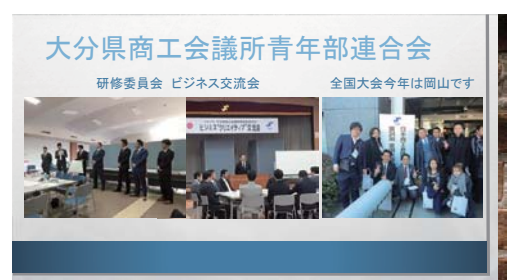 大分県商工会議所青年部連合会
研修委員会 ビジネス交流会
全国大会今年は岡山です